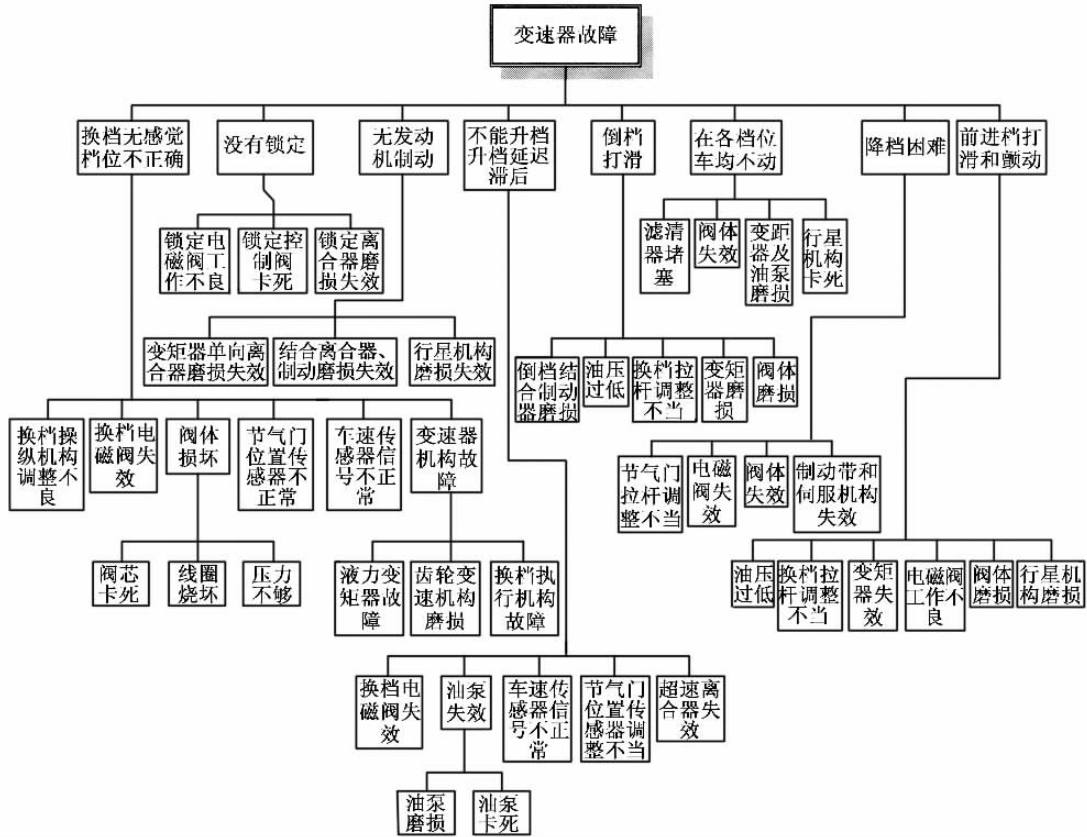 变速器故障
换档无感觉
档位不正确
没有锁定
无发动
机制动
不能升档
升档延迟
滞后
倒档
打滑
在各档位
车均不动
降档困难
前进档打
滑和颤动
锁定电
磁阀工
作不良
锁定控
制阀
卡死
锁定离
合器磨
损失效
滤清
器堵
塞
阀体
失效
变距
器及
油泵
磨损
行星
机构
卡死
变矩器单向离
合器磨损失效
结合离合器、
制动磨损失效
行星机构
磨损失效
倒档结
合制动
器磨损
油压
过低
换档拉
杆调整
不当
变矩
器磨
损
阀体
磨损
换档操
纵机构
调整不
良
换档电
磁阀失
效
阀体
损坏
节气门
位置传
感器不
正常
车速传
感器信
号不正
常
变速器
机构故
障
节气门
拉杆调
整不当
电磁
阀失
效
阀体
失效
制动带和
伺服机构
失效
阀芯
卡死
线圈
烧坏
压力
不够
液力变
矩器故
障
齿轮变
速机构
磨损
换档执
行机构
故障
油压
过低
换档拉
杆调整
不当
变矩
器失
效
电磁阀
工作不
良
阀体
磨损
行星机
构磨损
换档电
磁阀失
效
油泵
失效
车速传
感器信
号不正
常
节气门
位置传
感器调
整不当
超速离
合器失
效
油泵
磨损
油泵
卡死